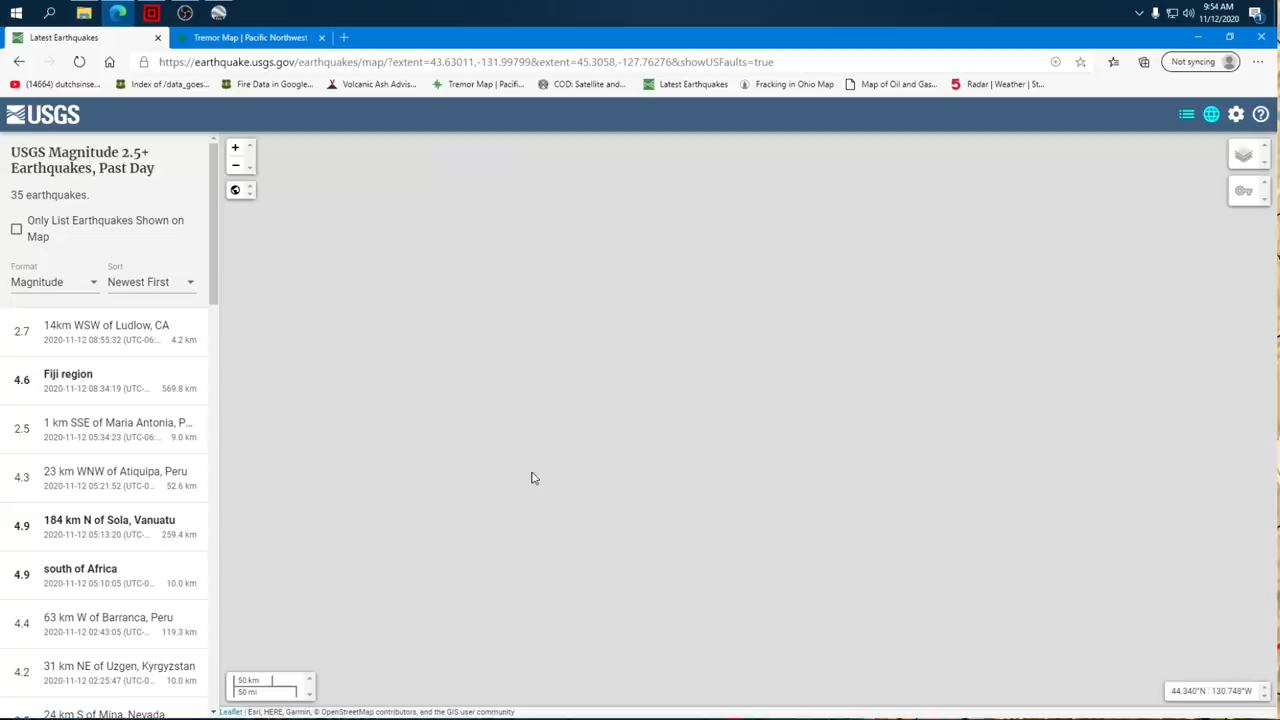 9:54 AM
11/12/2020
Latest Earthquakes
Tremor Map | Pacific Northwest
https://earthquake.usgs.gov/earthquakes/map/?extent=43.63011,-131.99799&extent=45.3058,-127.76276&showUSFaults=true
Not syncing
(14664) dutchsinse...
Index of /data_goes...
Fire Data in Google...
Volcanic Ash Advis...
Tremor Map | Pacifi...
COD: Satellite and...
Latest Earthquakes
Fracking in Ohio Map
Map of Oil and Gas...
Radar | Weather | St...
USGS
USGS Magnitude 2.5+
Earthquakes, Past Day
35 earthquakes.
Only List Earthquakes Shown on
Map
Format
Sort
Magnitude
Newest First
2.7
14km WSW of Ludlow, CA
2020-11-12 08:55:32 (UTC-06:...
4.2 km
4.6
Fiji region
2020-11-12 08:34:19 (UTC-...
569.8 km
2.5
1 km SSE of Maria Antonia, P...
2020-11-12 05:34:23 (UTC-06:...
9.0 km
4.3
23 km WNW of Atiquipa, Peru
2020-11-12 05:21:52 (UTC-0...
52.6 km
4.9
184 km N of Sola, Vanuatu
2020-11-12 05:13:20 (UTC-...
259.4 km
4.9
south of Africa
2020-11-12 05:10:05 (UTC-0...
10.0 km
4.4
63 km W of Barranca, Peru
2020-11-12 02:43:05 (UTC-...
119.3 km
4.2
31 km NE of Uzgen, Kyrgyzstan
2020-11-12 02:25:47 (UTC-0...
10.0 km
24 km S of Mina, Nevada
+
−
50 km
50 mi
44.340°N : 130.748°W
Leaflet | Esri, HERE, Garmin, © OpenStreetMap contributors, and the GIS user community